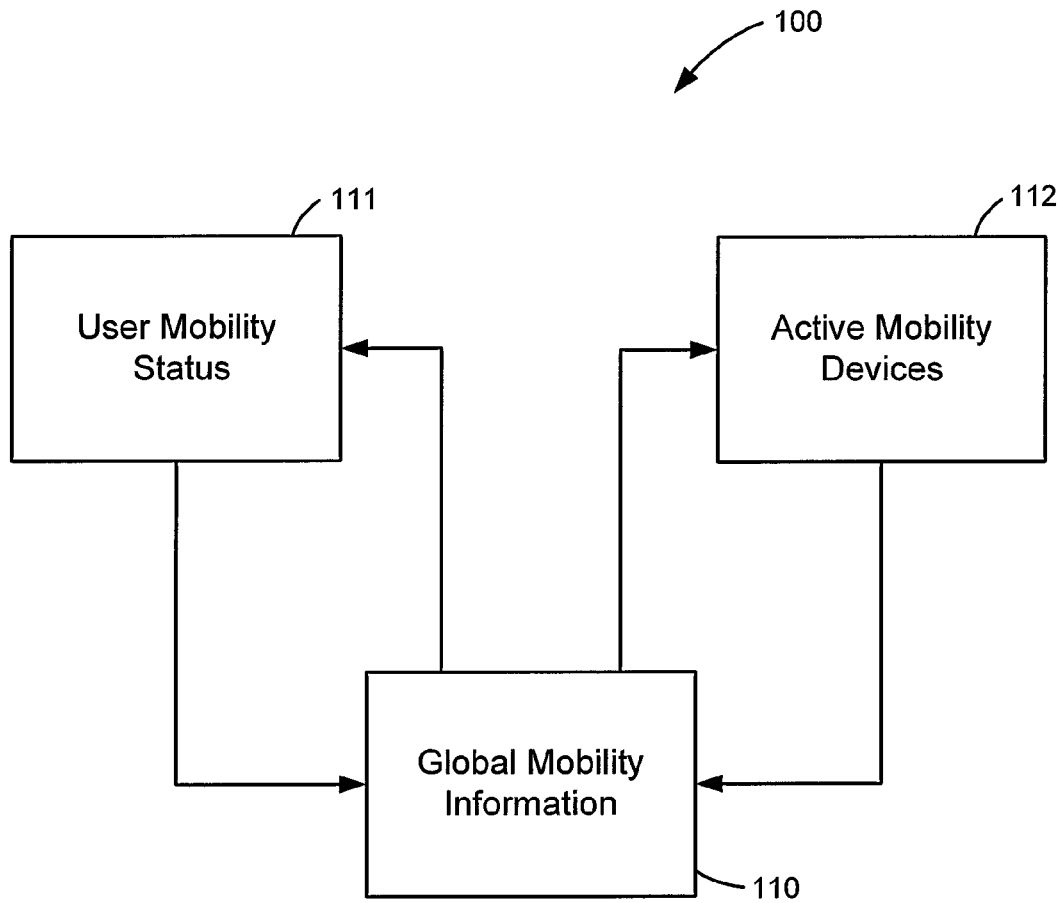 100
111
112
User Mobility
Status
Active Mobility
Devices
Global Mobility
Information
110